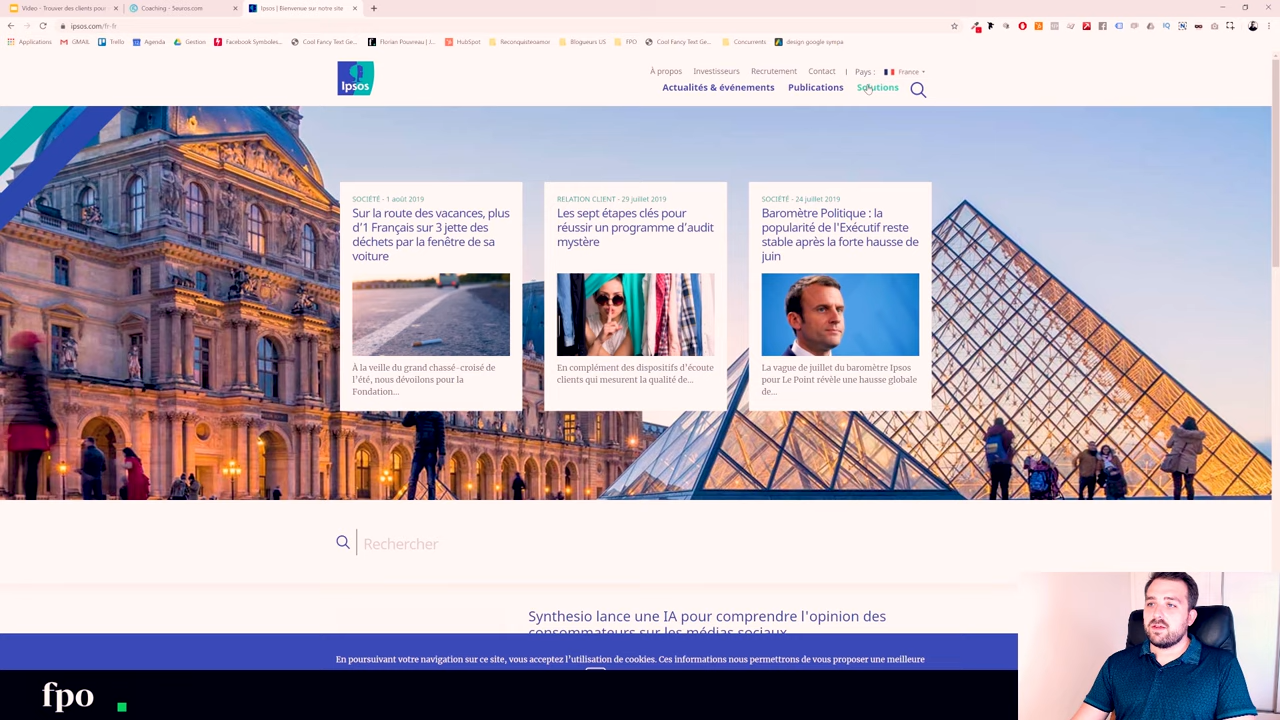 Video - Trouver des clients pour
Coaching - 5euros.com
Ipsos | Bienvenue sur notre site
ipsos.com/fr-fr
Applications
GMAIL
Trello
Agenda
Gestion
Facebook Symboles...
Cool Fancy Text Ge...
Florian Pouvreau | J...
HubSpot
Reconquisteamor
Blogueurs US
FPO
Cool Fancy Text Ge...
Concurrents
design google sympa
Ipsos
À propos Investisseurs Recrutement Contact | Pays : France
Actualités & événements Publications Solutions
SOCIÉTÉ - 1 août 2019
Sur la route des vacances, plus
d'1 Français sur 3 jette des
déchets par la fenêtre de sa
voiture
À la veille du grand chassé-croisé de
l'été, nous dévoilons pour la
Fondation...
RELATION CLIENT - 29 juillet 2019
Les sept étapes clés pour
réussir un programme d'audit
mystère
En complément des dispositifs d'écoute
clients qui mesurent la qualité de...
SOCIÉTÉ - 24 juillet 2019
Baromètre Politique : la
popularité de l'Exécutif reste
stable après la forte hausse de
juin
La vague de juillet du baromètre Ipsos
pour Le Point révèle une hausse globale
de...
Rechercher
Synthesio lance une IA pour comprendre l'opinion des
consommateurs sur les médias sociaux
En poursuivant votre navigation sur ce site, vous acceptez l'utilisation de cookies. Ces informations nous permettrons de vous proposer une meilleure
fpo